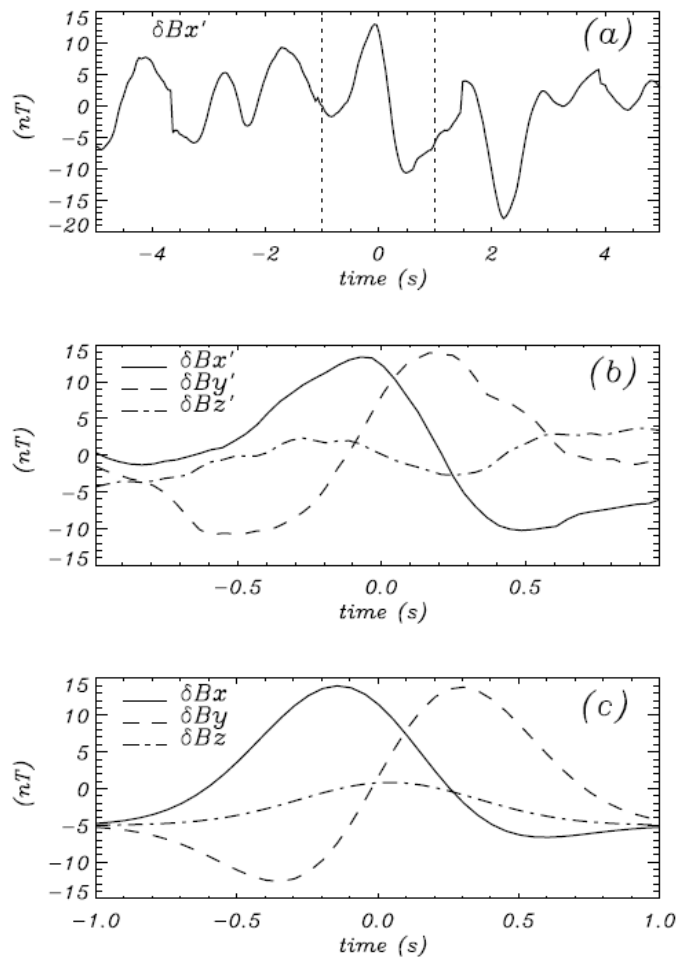 δBx′
(a)
15
10
5
0
−5
−10
−15
−20
(nT)
−4 −2 0 2 4
time (s)
δBx′
δBy′
δBz′
(b)
15
10
5
0
−5
−10
−15
(nT)
−0.5 0.0 0.5
time (s)
δBx
δBy
δBz
(c)
15
10
5
0
−5
−10
−15
(nT)
−1.0 −0.5 0.0 0.5 1.0
time (s)